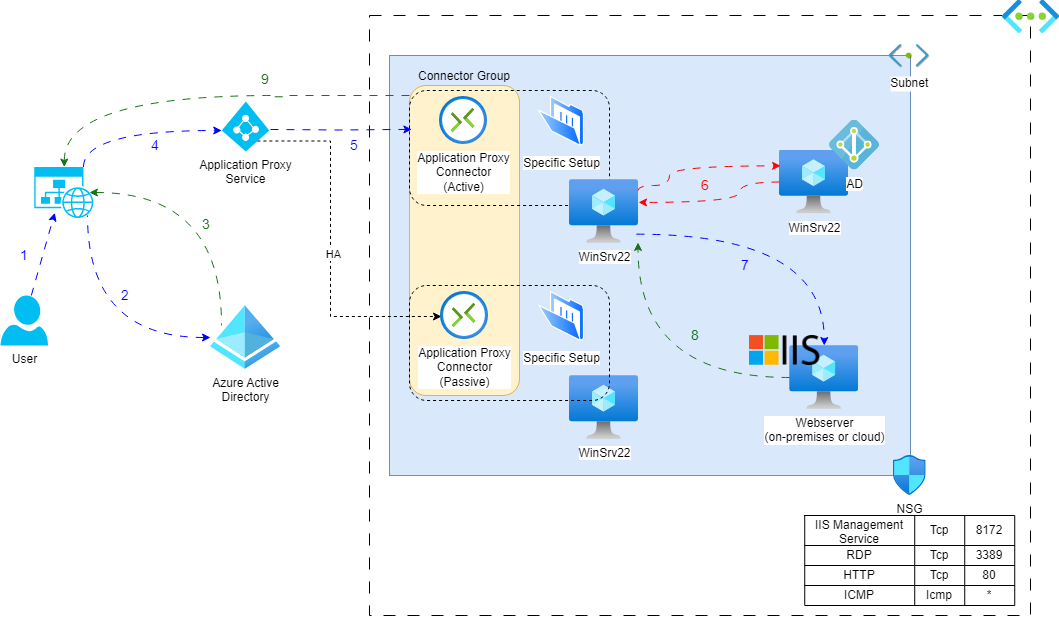 Subnet
Connector Group
9
Application Proxy
Connector
(Active)
Specific Setup
4
5
Application Proxy
Service
6
AD
WinSrv22
WinSrv22
3
1
HA
2
7
8
User
Azure Active
Directory
Application Proxy
Connector
(Passive)
Specific Setup
IIS
WinSrv22
Webserver
(on-premises or cloud)
NSG
IIS Management
Service Tcp 8172
RDP Tcp 3389
HTTP Tcp 80
ICMP Icmp *